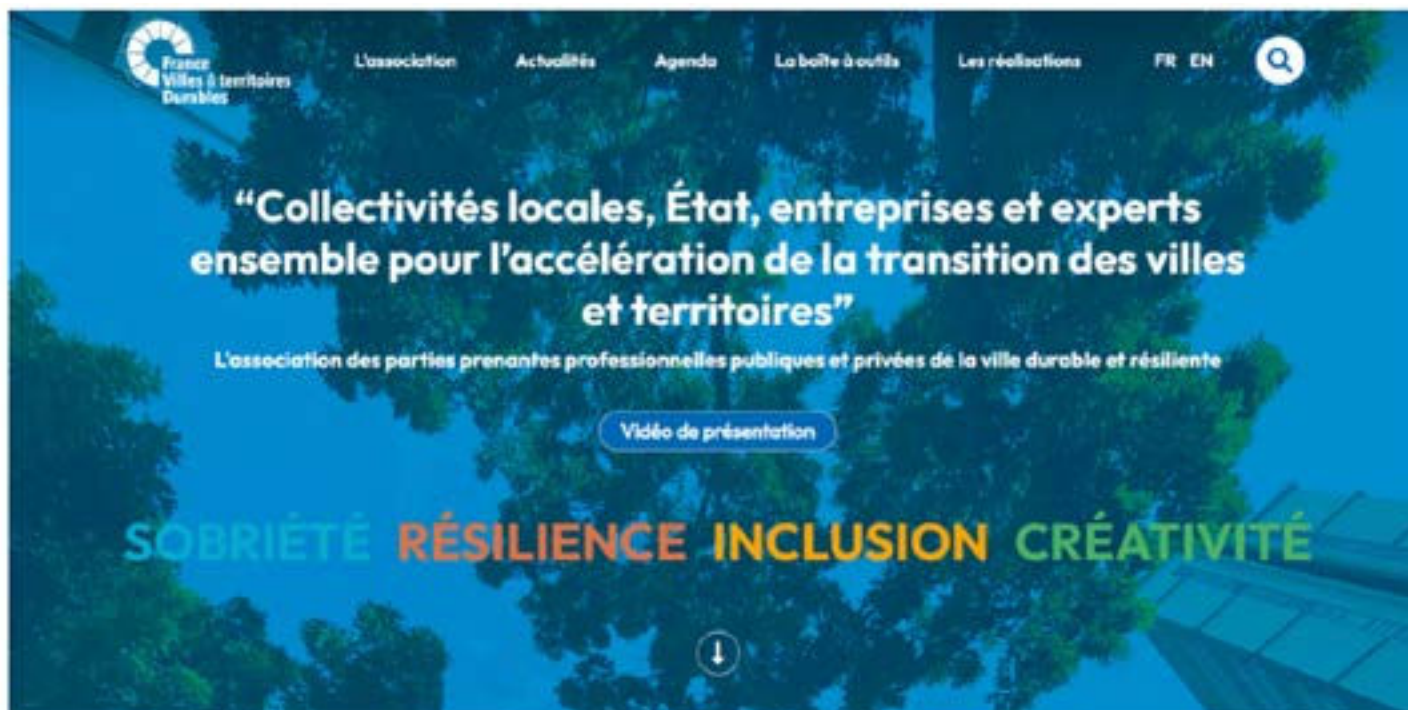 France
Villes & territoires
Durables
L'association
Actualités
Agenda
La boîte à outils
Les réalisations
FR EN
“Collectivités locales, État, entreprises et experts
ensemble pour l’accélération de la transition des villes
et territoires”
L'association des parties prenantes professionnelles publiques et privées de la ville durable et résiliente
Vidéo de présentation
SOBRIÉTÉ RÉSILIENCE INCLUSION CRÉATIVITÉ